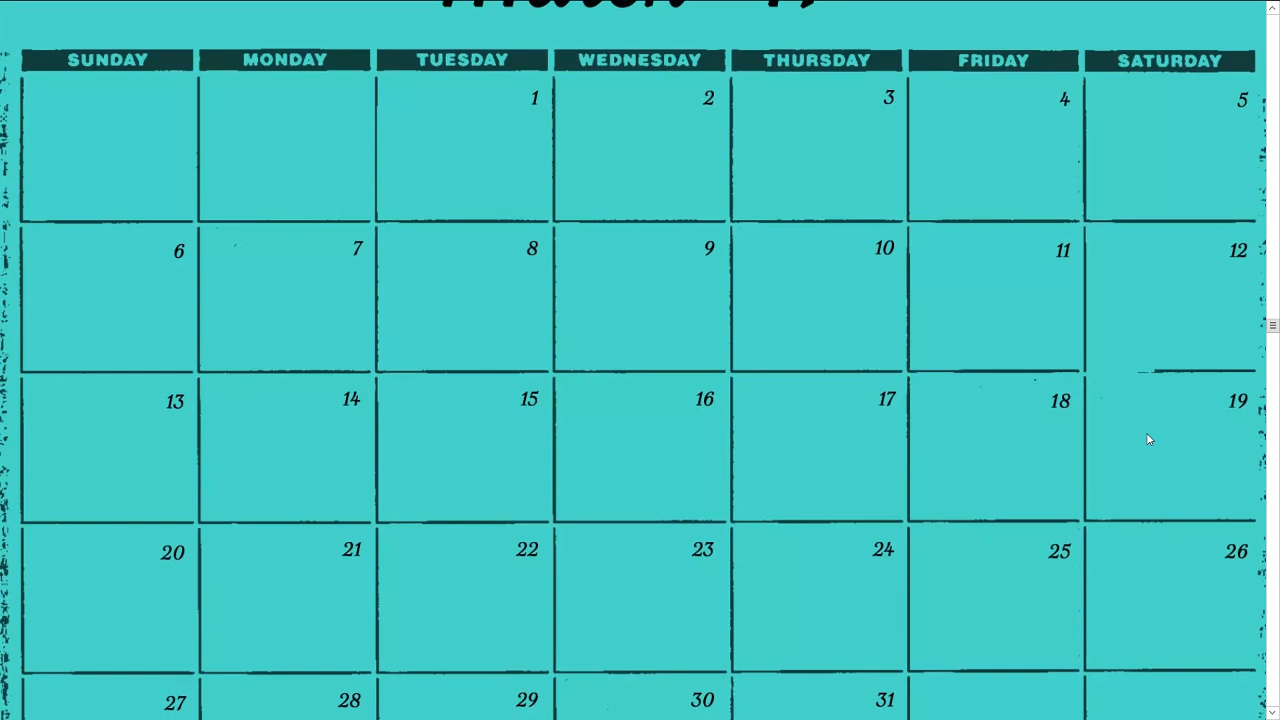 SUNDAY MONDAY TUESDAY WEDNESDAY THURSDAY FRIDAY SATURDAY
1 2 3 4 5
6 7 8 9 10 11 12
13 14 15 16 17 18 19
20 21 22 23 24 25 26
27 28 29 30 31